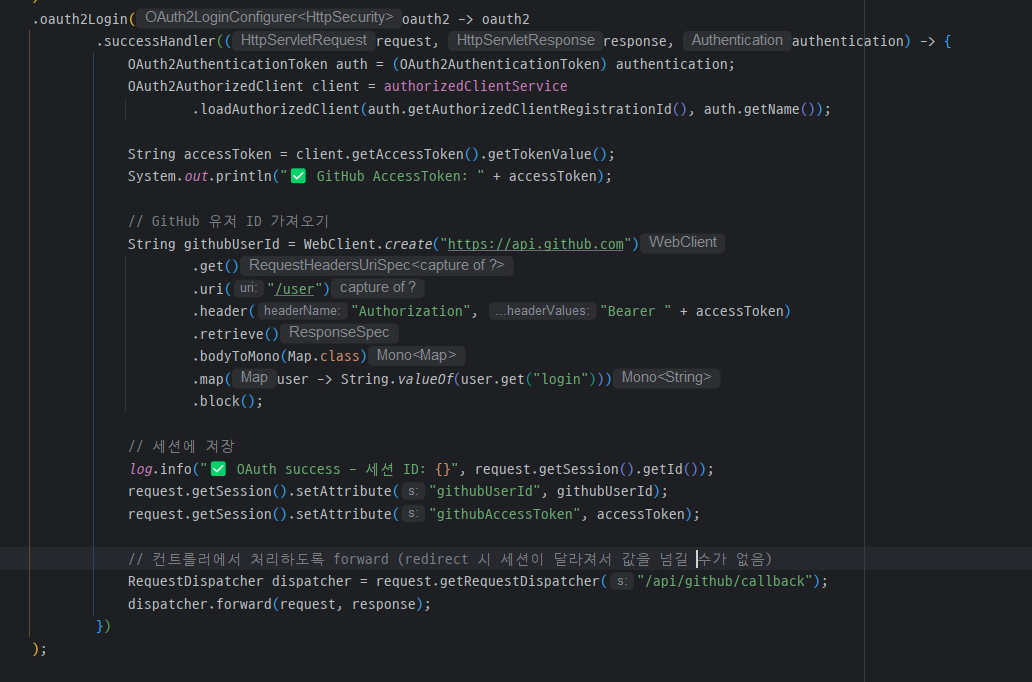 .oauth2Login( OAuth2LoginConfigurer<HttpSecurity> oauth2 -> oauth2
.successHandler(( HttpServletRequest request, HttpServletResponse response, Authentication authentication) -> {
OAuth2AuthenticationToken auth = (OAuth2AuthenticationToken) authentication;
OAuth2AuthorizedClient client = authorizedClientService
.loadAuthorizedClient(auth.getAuthorizedClientRegistrationId(), auth.getName());
String accessToken = client.getAccessToken().getTokenValue();
System.out.println("✅ GitHub AccessToken: " + accessToken);
// GitHub 유저 ID 가져오기
String githubUserId = WebClient.create("https://api.github.com") WebClient
.get() RequestHeadersUriSpec<capture of ?>
.uri( uri: "/user") capture of ?
.header( headerName: "Authorization", ...headerValues: "Bearer " + accessToken)
.retrieve() ResponseSpec
.bodyToMono(Map.class) Mono<Map>
.map( Map user -> String.valueOf(user.get("login"))) Mono<String>
.block();
// 세션에 저장
log.info("✅ OAuth success - 세션 ID: {}", request.getSession().getId());
request.getSession().setAttribute( s: "githubUserId", githubUserId);
request.getSession().setAttribute( s: "githubAccessToken", accessToken);
// 컨트롤러에서 처리하도록 forward (redirect 시 세션이 달라져서 값을 넘길 수가 없음)
RequestDispatcher dispatcher = request.getRequestDispatcher( s: "/api/github/callback");
dispatcher.forward(request, response);
})
);